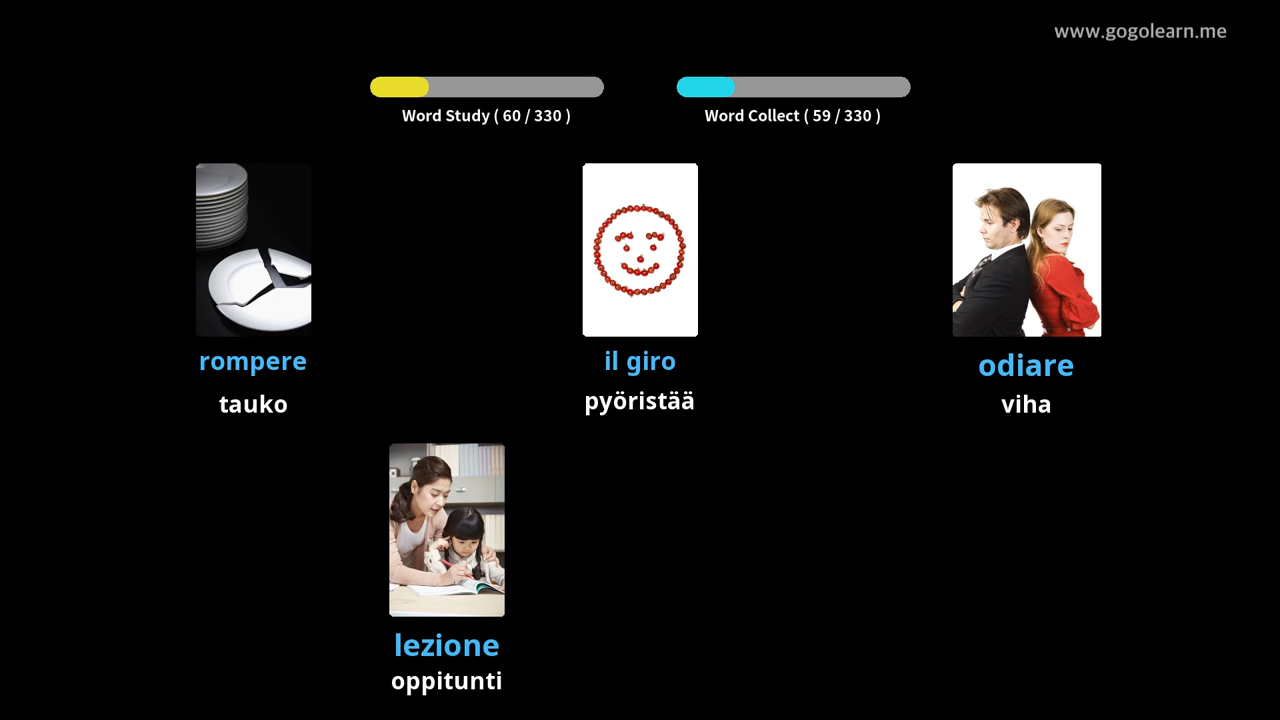 www.gogolearn.me
Word Study ( 60 / 330 )
Word Collect ( 59 / 330 )
rompere
tauko
il giro
pyöristää
odiare
viha
lezione
oppitunti